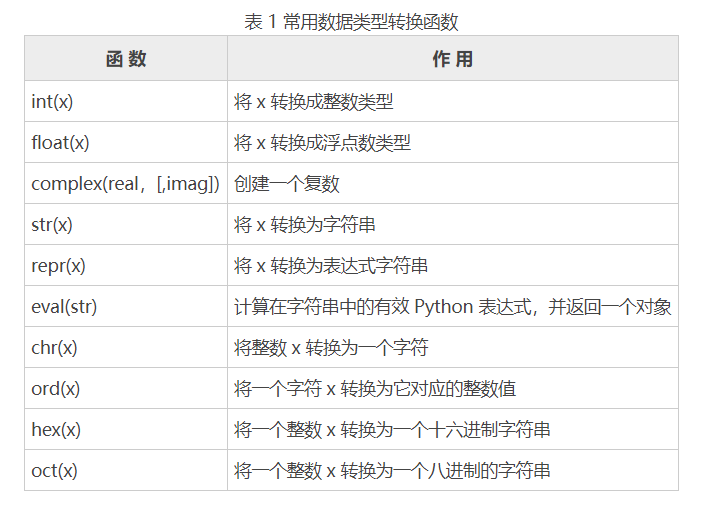 表 1 常用数据类型转换函数
函 数 作 用
int(x) 将 x 转换成整数类型
float(x) 将 x 转换成浮点数类型
complex(real，[,imag]) 创建一个复数
str(x) 将 x 转换为字符串
repr(x) 将 x 转换为表达式字符串
eval(str) 计算在字符串中的有效 Python 表达式，并返回一个对象
chr(x) 将整数 x 转换为一个字符
ord(x) 将一个字符 x 转换为它对应的整数值
hex(x) 将一个整数 x 转换为一个十六进制字符串
oct(x) 将一个整数 x 转换为一个八进制的字符串